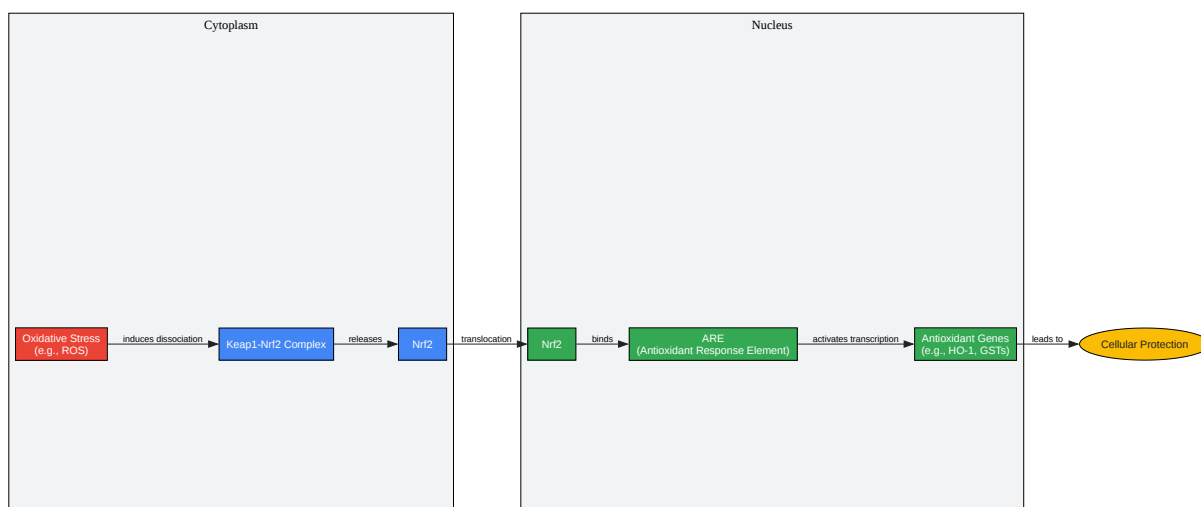 Cytoplasm
Nucleus
Oxidative Stress
(e.g., ROS)
induces dissociation
Keap1-Nrf2 Complex
releases
Nrf2
translocation
Nrf2
binds
ARE
(Antioxidant Response Element)
activates transcription
Antioxidant Genes
(e.g., HO-1, GSTs)
leads to
Cellular Protection